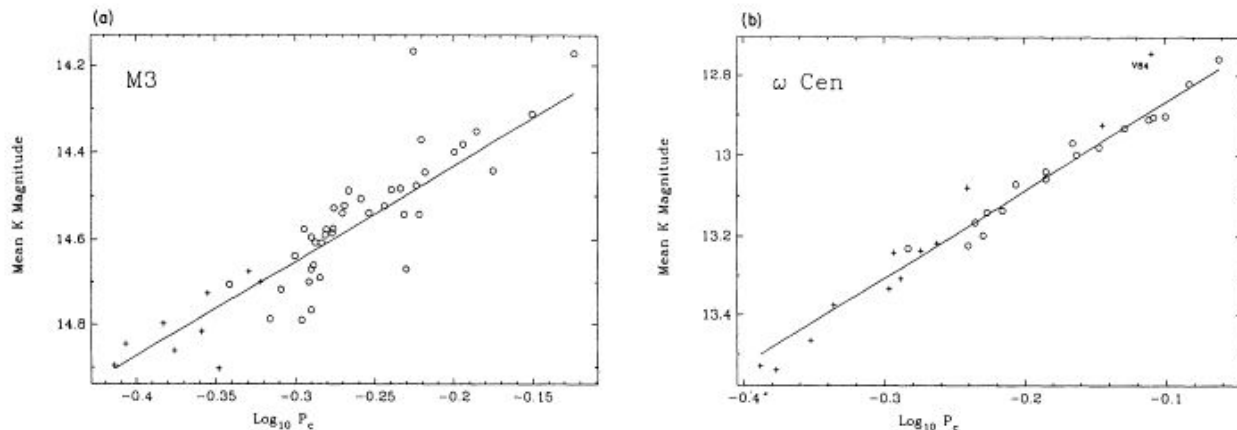 (a)
M3
14.2
14.4
14.6
14.8
Mean K Magnitude
−0.4
−0.35
−0.3
−0.25
−0.2
−0.15
Log₁₀ P_c
(b)
ω Cen
V84
12.8
13
13.2
13.4
Mean K Magnitude
−0.4
−0.3
−0.2
−0.1
Log₁₀ P_c